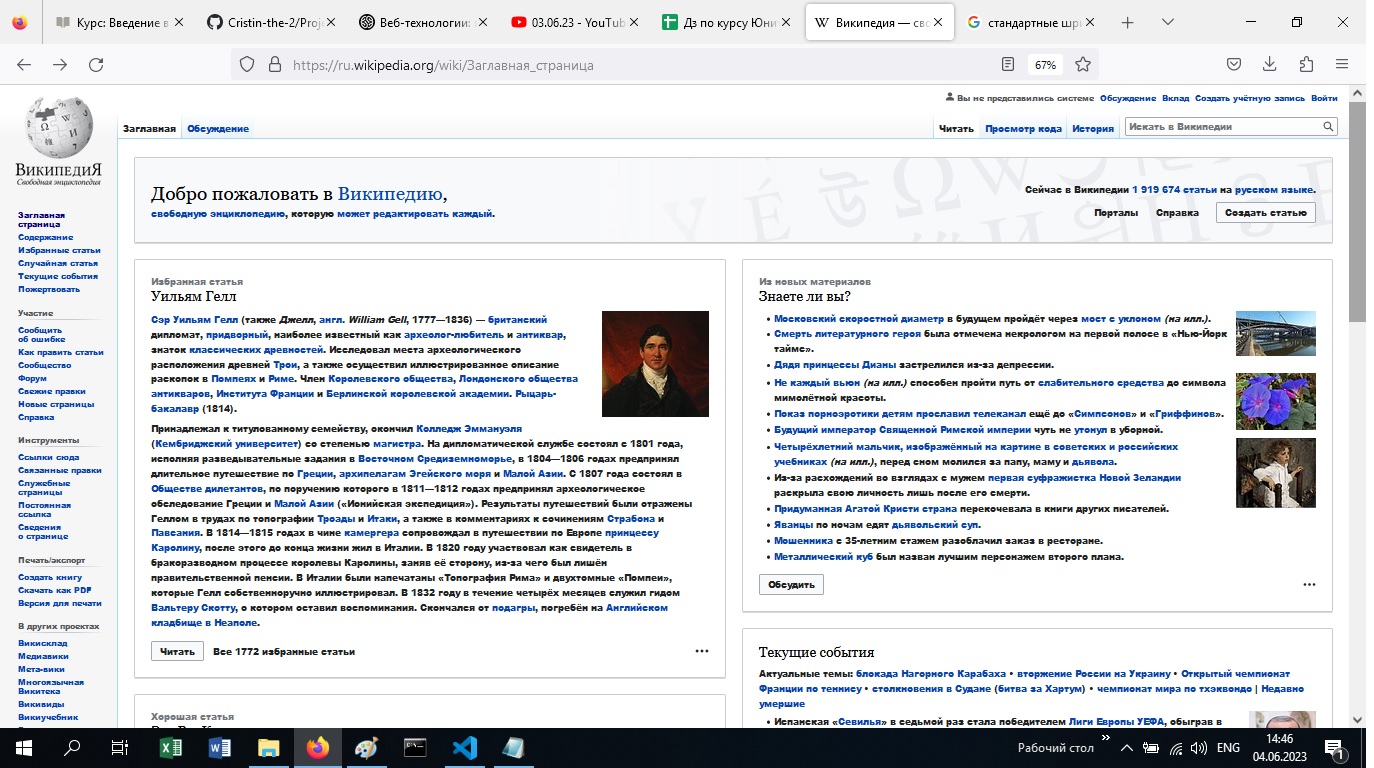 Курс: Введение в
Cristin-the-2/Proje
Веб-технологии:
03.06.23 - YouTub
Дз по курсу Юни
Википедия — сво
стандартные шри
https://ru.wikipedia.org/wiki/Заглавная_страница
67%
Вы не представились системе Обсуждение Вклад Создать учётную запись Войти
Заглавная Обсуждение
Читать Просмотр кода История
Искать в Википедии
ВИКИПЕДИЯ
Свободная энциклопедия
Заглавная
страница
Содержание
Избранные статьи
Случайная статья
Текущие события
Пожертвовать
Участие
Сообщить
об ошибке
Как править статьи
Сообщество
Форум
Свежие правки
Новые страницы
Справка
Инструменты
Ссылки сюда
Связанные правки
Служебные
страницы
Постоянная
ссылка
Сведения
о странице
Печать/экспорт
Создать книгу
Скачать как PDF
Версия для печати
В других проектах
Викисклад
Медиавики
Мета-вики
Многоязычная
Викитека
Викивиды
Викиучебник
Добро пожаловать в Википедию,
свободную энциклопедию, которую может редактировать каждый.
Сейчас в Википедии 1 919 674 статьи на русском языке.
Порталы Справка Создать статью
Избранная статья
Уильям Гелл
Сэр Уильям Гелл (также Джелл, англ. William Gell, 1777—1836) — британский
дипломат, придворный, наиболее известный как археолог-любитель и антиквар,
знаток классических древностей. Исследовал места археологического
расположения древней Трои, а также осуществил иллюстрированное описание
раскопок в Помпеях и Риме. Член Королевского общества, Лондонского общества
антикваров, Института Франции и Берлинской королевской академии. Рыцарь-
бакалавр (1814).
Принадлежал к титулованному семейству, окончил Колледж Эммануэля
(Кембриджский университет) со степенью магистра. На дипломатической службе состоял с 1801 года,
исполняя разведывательные задания в Восточном Средиземноморье, в 1804—1806 годах предпринял
длительное путешествие по Греции, архипелагам Эгейского моря и Малой Азии. С 1807 года состоял в
Обществе дилетантов, по поручению которого в 1811—1812 годах предпринял археологическое
обследование Греции и Малой Азии («Ионийская экспедиция»). Результаты путешествий были отражены
Геллом в трудах по топографии Троады и Итаки, а также в комментариях к сочинениям Страбона и
Павсания. В 1814—1815 годах в чине камергера сопровождал в путешествии по Европе принцессу
Каролину, после этого до конца жизни жил в Италии. В 1820 году участвовал как свидетель в
бракоразводном процессе королевы Каролины, заняв её сторону, из-за чего был лишён
правительственной пенсии. В Италии были напечатаны «Топография Рима» и двухтомные «Помпеи»,
которые Гелл собственноручно иллюстрировал. В 1832 году в течение четырёх месяцев служил гидом
Вальтеру Скотту, о котором оставил воспоминания. Скончался от подагры, погребён на Английском
кладбище в Неаполе.
Читать Все 1772 избранные статьи
Хорошая статья
Из новых материалов
Знаете ли вы?
• Московский скоростной диаметр в будущем пройдёт через мост с уклоном (на илл.).
• Смерть литературного героя была отмечена некрологом на первой полосе в «Нью-Йорк
таймс».
• Дядя принцессы Дианы застрелился из-за депрессии.
• Не каждый вьюн (на илл.) способен пройти путь от слабительного средства до символа
мимолётной красоты.
• Показ порноэротики детям прославил телеканал ещё до «Симпсонов» и «Гриффинов».
• Будущий император Священной Римской империи чуть не утонул в уборной.
• Четырёхлетний мальчик, изображённый на картине в советских и российских
учебниках (на илл.), перед сном молился за папу, маму и дьявола.
• Из-за расхождений во взглядах с мужем первая суфражистка Новой Зеландии
раскрыла свою личность лишь после его смерти.
• Придуманная Агатой Кристи страна перекочевала в книги других писателей.
• Яванцы по ночам едят дьявольский суп.
• Мошенника с 35-летним стажем разоблачил заказ в ресторане.
• Металлический куб был назван лучшим персонажем второго плана.
Обсудить
Текущие события
Актуальные темы: блокада Нагорного Карабаха • вторжение России на Украину • Открытый чемпионат
Франции по теннису • столкновения в Судане (битва за Хартум) • чемпионат мира по тхэквондо | Недавно
умершие
• Испанская «Севилья» в седьмой раз стала победителем Лиги Европы УЕФА, обыграв в
Рабочий стол
ENG
14:46
04.06.2023
1